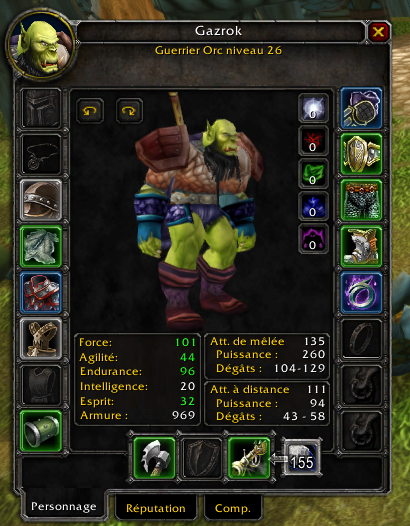 Gazrok
Guerrier Orc niveau 26
0
0
0
0
0
Force: 101
Agilité: 44
Endurance: 96
Intelligence: 20
Esprit: 32
Armure : 969
Att. de mêlée 135
Puissance : 260
Dégâts : 104-129
Att. à distance 111
Puissance : 94
Dégâts : 43 - 58
155
Personnage
Réputation
Comp.